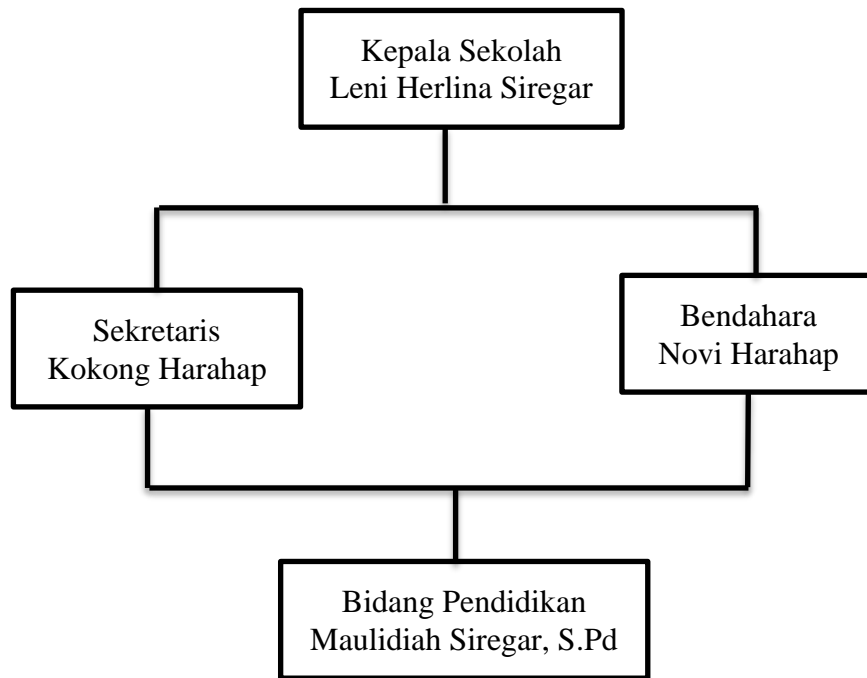 Kepala Sekolah
Leni Herlina Siregar
Sekretaris
Kokong Harahap
Bendahara
Novi Harahap
Bidang Pendidikan
Maulidiah Siregar, S.Pd